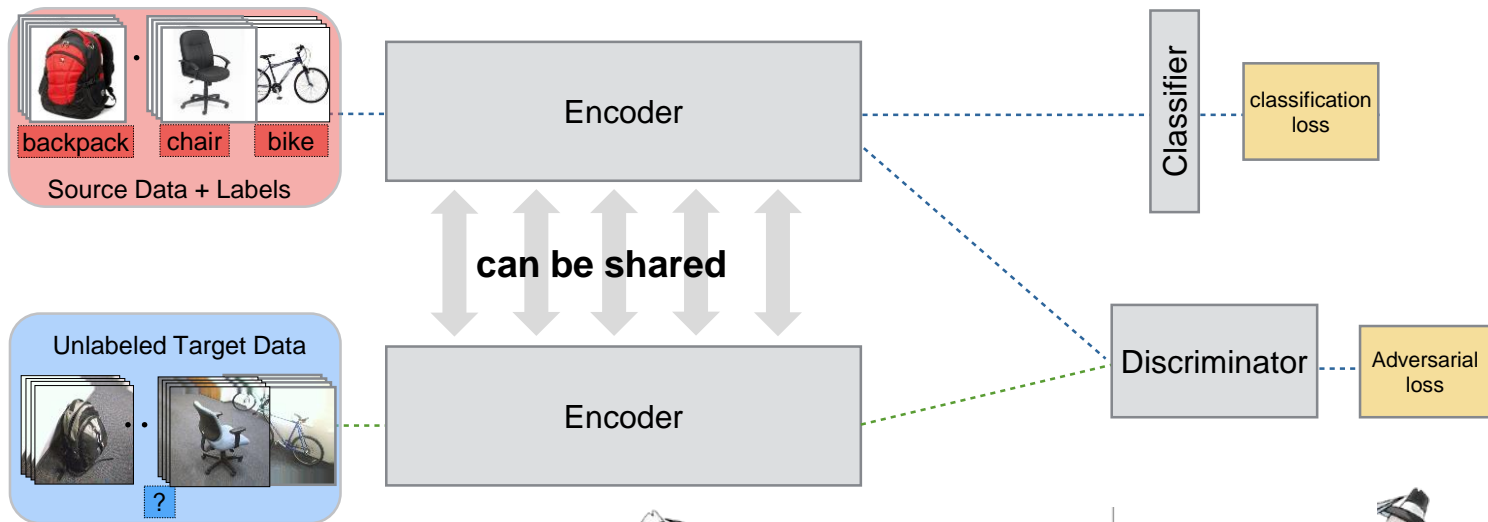 backpack
chair
bike
Source Data + Labels
Encoder
Classifier
classification
loss
can be shared
Unlabeled Target Data
?
Encoder
Discriminator
Adversarial
loss